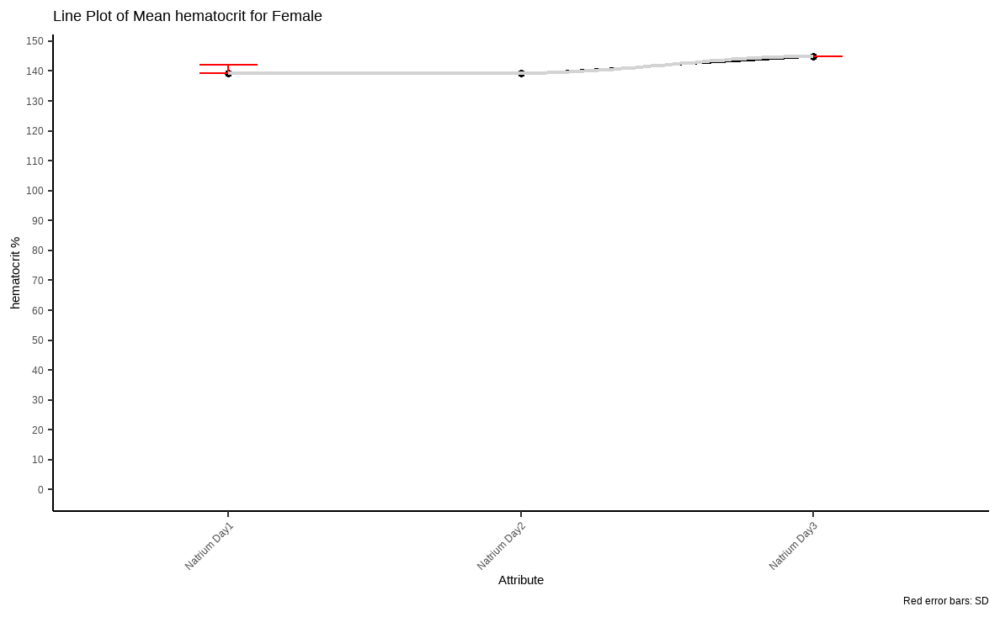 Line Plot of Mean hematocrit for Female
150
140
130
120
110
100
90
80
70
60
50
40
30
20
10
0
hematocrit %
Natrium Day1
Natrium Day2
Natrium Day3
Attribute
Red error bars: SD